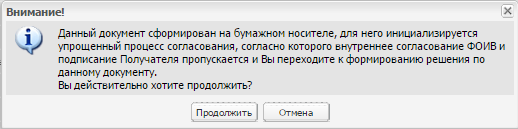 Внимание!
Данный документ сформирован на бумажном носителе, для него инициализируется
упрощенный процесс согласования, согласно которого внутреннее согласование ФОИВ и
подписание Получателя пропускается и Вы переходите к формированию решения по
данному документу.
Вы действительно хотите продолжить?
Продолжить Отмена